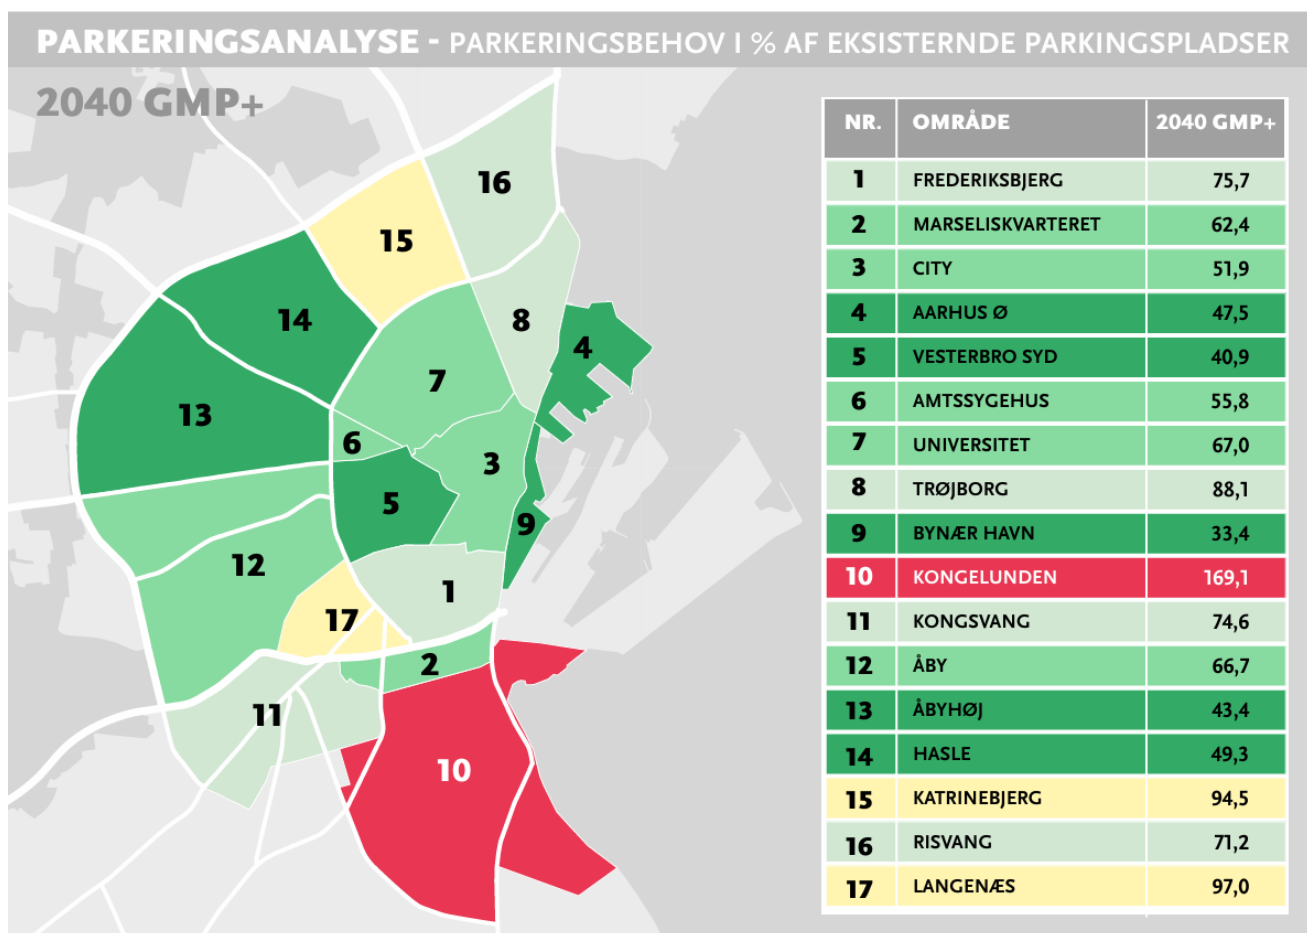 PARKERINGSANALYSE - PARKERINGSBEHOV I % AF EKSISTERNDE PARKINGSPLADSER
2040 GMP+
NR. OMRÅDE 2040 GMP+
1 FREDERIKSBJERG 75,7
2 MARSELISKVARTERET 62,4
3 CITY 51,9
4 AARHUS Ø 47,5
5 VESTERBRO SYD 40,9
6 AMTSSYGEHUS 55,8
7 UNIVERSITET 67,0
8 TRØJBORG 88,1
9 BYNÆR HAVN 33,4
10 KONGELUNDEN 169,1
11 KONGSVANG 74,6
12 ÅBY 66,7
13 ÅBYHØJ 43,4
14 HASLE 49,3
15 KATRINEBJERG 94,5
16 RISVANG 71,2
17 LANGENÆS 97,0
16
15
14
8
4
7
13
6
3
5
9
12
1
17
2
11
10